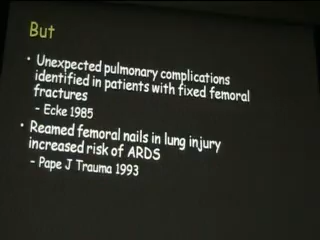 But
• Unexpected pulmonary complications
identified in patients with fixed femoral
fractures
– Ecke 1985
• Reamed femoral nails in lung injury
increased risk of ARDS
– Pape J Trauma 1993